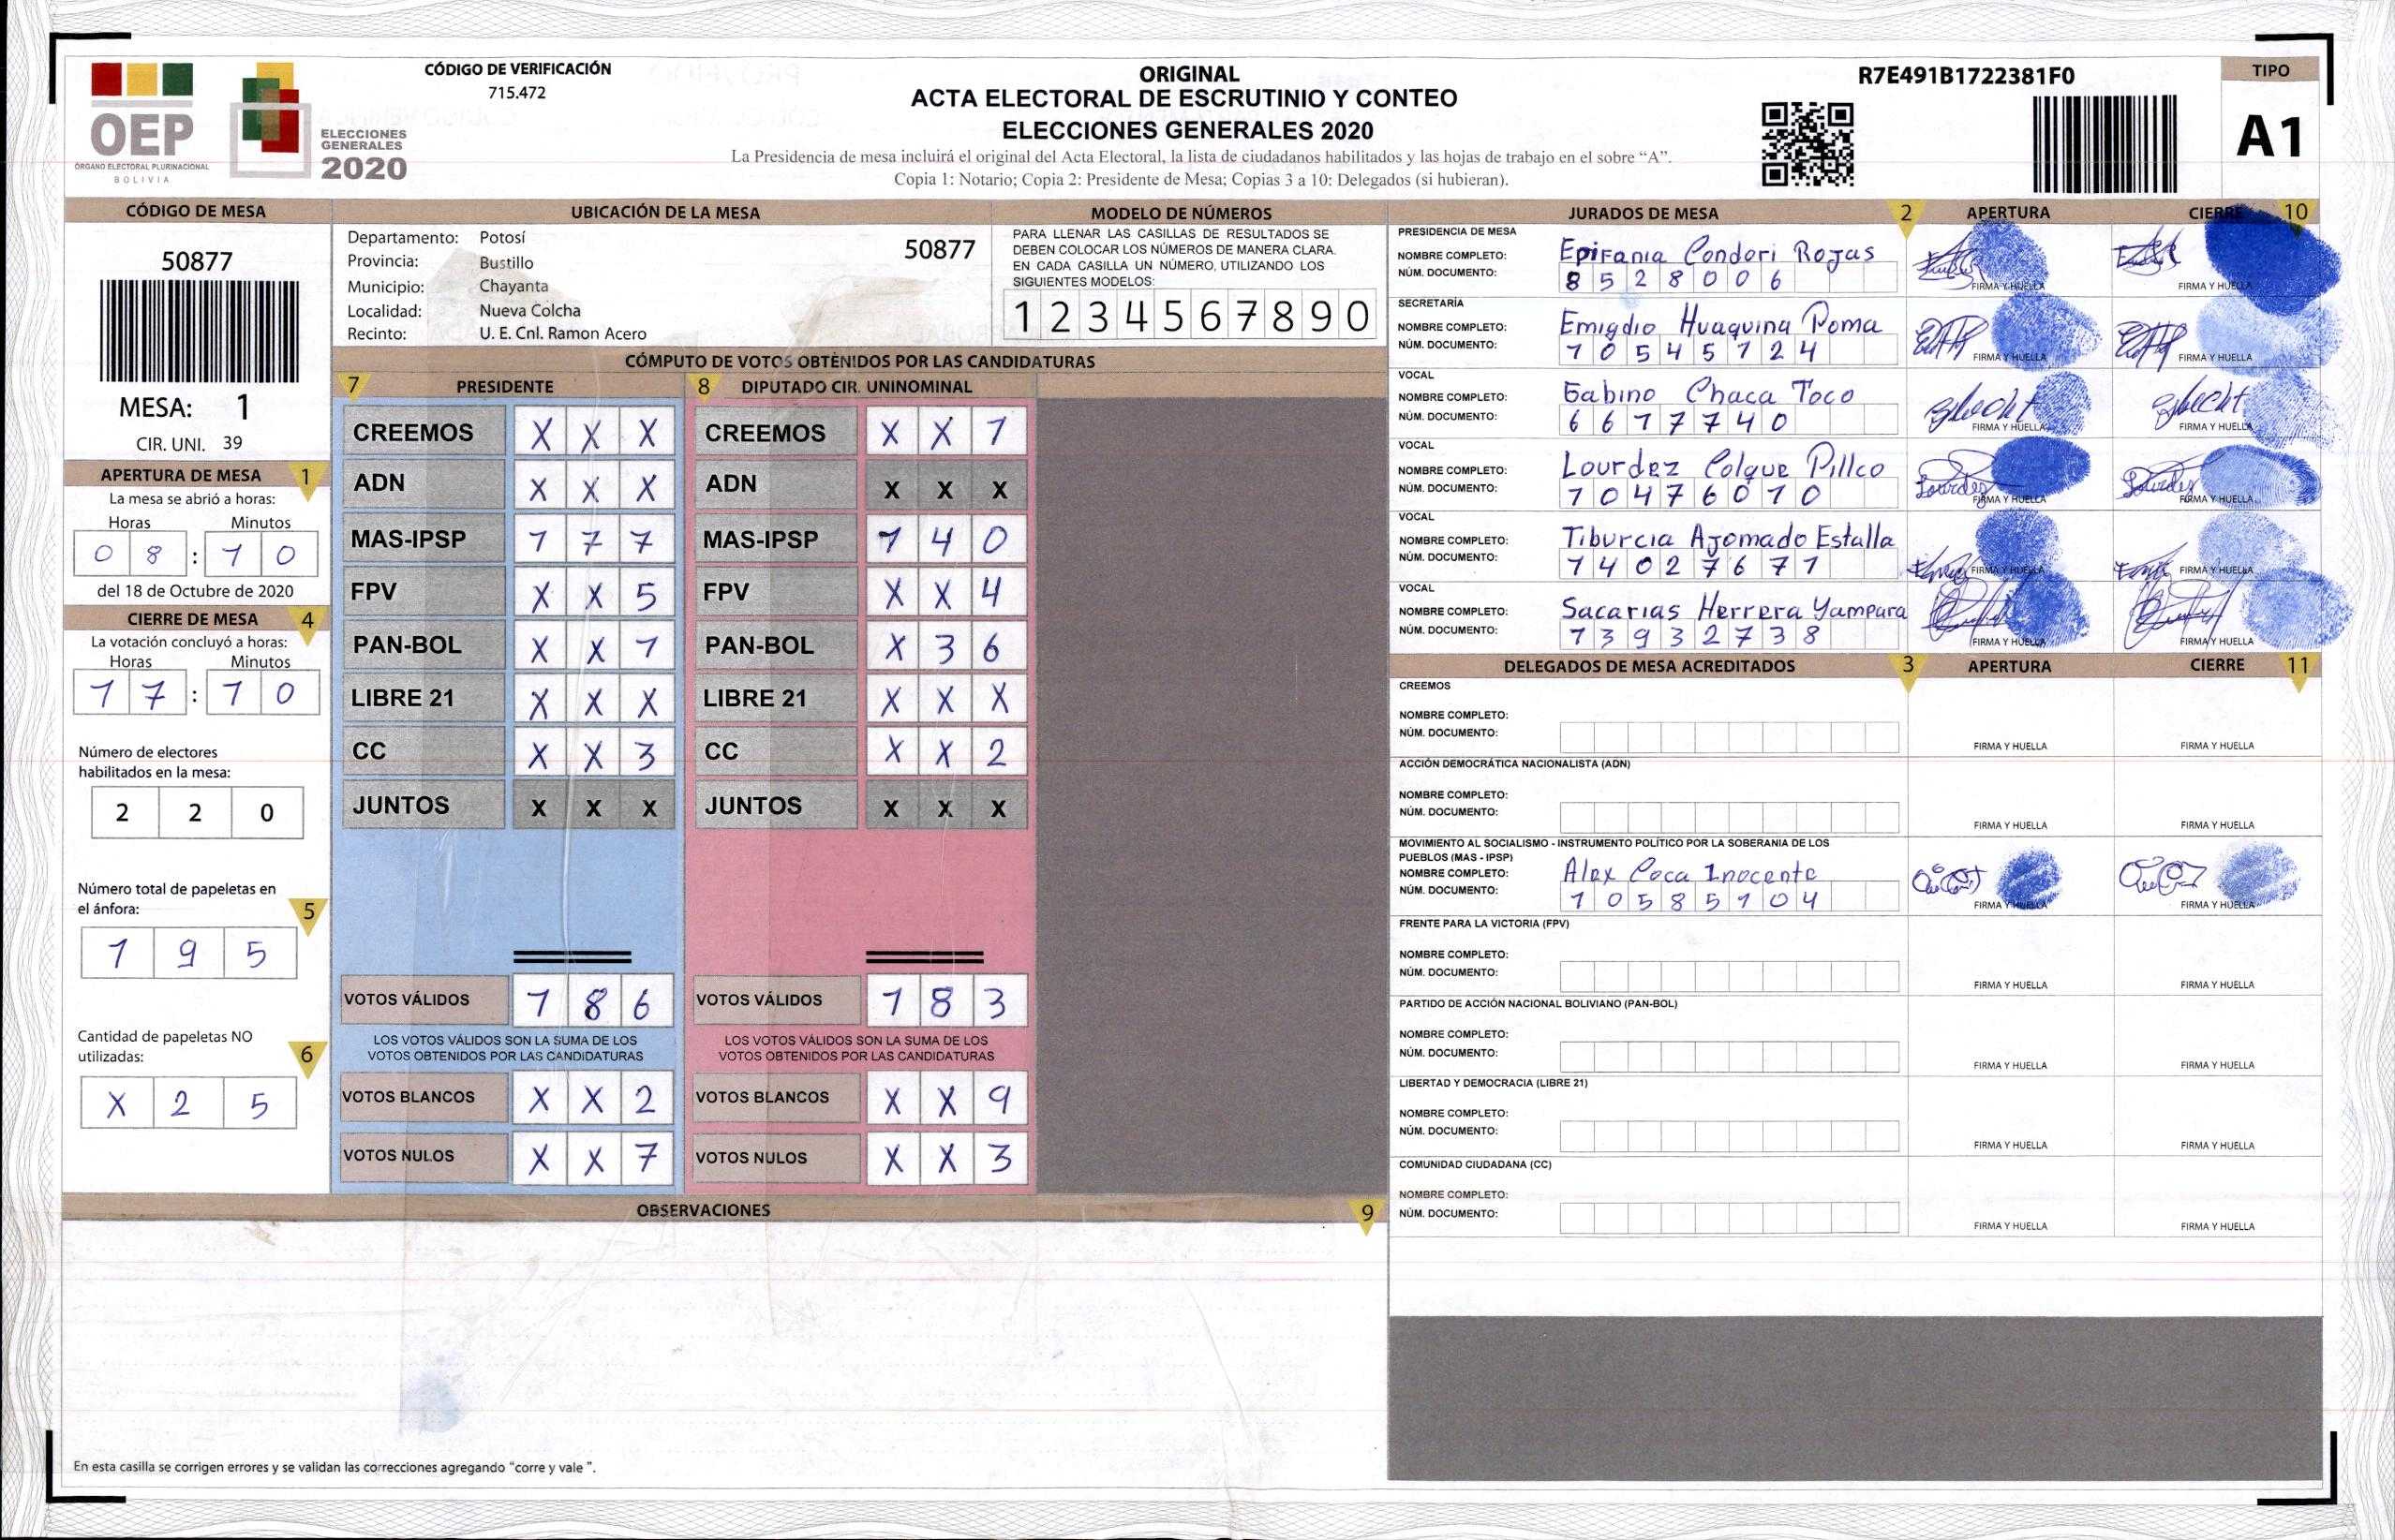 CÓDIGO DE VERIFICACIÓN
715.472
OEP
ÓRGANO ELECTORAL PLURINACIONAL
BOLIVIA
ELECCIONES
GENERALES
2020
ORIGINAL
ACTA ELECTORAL DE ESCRUTINIO Y CONTEO
ELECCIONES GENERALES 2020
La Presidencia de mesa incluirá el original del Acta Electoral, la lista de ciudadanos habilitados y las hojas de trabajo en el sobre “A”.
Copia 1: Notario; Copia 2: Presidente de Mesa; Copias 3 a 10: Delegados (si hubieran).
R7E491B1722381F0
TIPO
A1
CÓDIGO DE MESA
50877
MESA: 1
CIR. UNI. 39
APERTURA DE MESA 1
La mesa se abrió a horas:
Horas Minutos
0 8 : 1 0
del 18 de Octubre de 2020
CIERRE DE MESA 4
La votación concluyó a horas:
Horas Minutos
1 7 : 1 0
Número de electores
habilitados en la mesa:
2 2 0
Número total de papeletas en
el ánfora: 5
1 9 5
Cantidad de papeletas NO
utilizadas: 6
X 2 5
UBICACIÓN DE LA MESA
Departamento: Potosí 50877
Provincia: Bustillo
Municipio: Chayanta
Localidad: Nueva Colcha
Recinto: U. E. Cnl. Ramon Acero
MODELO DE NÚMEROS
PARA LLENAR LAS CASILLAS DE RESULTADOS SE
DEBEN COLOCAR LOS NÚMEROS DE MANERA CLARA.
EN CADA CASILLA UN NÚMERO, UTILIZANDO LOS
SIGUIENTES MODELOS:
1 2 3 4 5 6 7 8 9 0
CÓMPUTO DE VOTOS OBTENIDOS POR LAS CANDIDATURAS
7 PRESIDENTE
CREEMOS X X X
ADN X X X
MAS-IPSP 1 7 7
FPV X X 5
PAN-BOL X X 1
LIBRE 21 X X X
CC X X 3
JUNTOS X X X
VOTOS VÁLIDOS 1 8 6
LOS VOTOS VÁLIDOS SON LA SUMA DE LOS
VOTOS OBTENIDOS POR LAS CANDIDATURAS
VOTOS BLANCOS X X 2
VOTOS NULOS X X 7
8 DIPUTADO CIR. UNINOMINAL
CREEMOS X X 1
ADN X X X
MAS-IPSP 1 4 0
FPV X X 4
PAN-BOL X 3 6
LIBRE 21 X X X
CC X X 2
JUNTOS X X X
VOTOS VÁLIDOS 1 8 3
LOS VOTOS VÁLIDOS SON LA SUMA DE LOS
VOTOS OBTENIDOS POR LAS CANDIDATURAS
VOTOS BLANCOS X X 9
VOTOS NULOS X X 3
OBSERVACIONES 9
En esta casilla se corrigen errores y se validan las correcciones agregando “corre y vale ”.
JURADOS DE MESA 2 APERTURA CIERRE 10
PRESIDENCIA DE MESA
NOMBRE COMPLETO: Epifania Condori Rojas
NÚM. DOCUMENTO: 8 5 2 8 0 0 6
FIRMA Y HUELLA FIRMA Y HUELLA
SECRETARÍA
NOMBRE COMPLETO: Emigdio Huaquina Poma
NÚM. DOCUMENTO: 1 0 5 4 5 1 2 4
FIRMA Y HUELLA FIRMA Y HUELLA
VOCAL
NOMBRE COMPLETO: Gabino Chaca Toco
NÚM. DOCUMENTO: 6 6 1 7 7 4 0
FIRMA Y HUELLA FIRMA Y HUELLA
VOCAL
NOMBRE COMPLETO: Lourdez Colque Pillco
NÚM. DOCUMENTO: 1 0 4 7 6 0 1 0
Lourdes Lourdes
FIRMA Y HUELLA FIRMA Y HUELLA
VOCAL
NOMBRE COMPLETO: Tiburcia Ajomado Estalla
NÚM. DOCUMENTO: 1 4 0 2 7 6 7 1
FIRMA Y HUELLA FIRMA Y HUELLA
VOCAL
NOMBRE COMPLETO: Sacarias Herrera Yampara
NÚM. DOCUMENTO: 1 3 9 3 2 7 3 8
FIRMA Y HUELLA FIRMA Y HUELLA
DELEGADOS DE MESA ACREDITADOS 3 APERTURA CIERRE 11
CREEMOS
NOMBRE COMPLETO:
NÚM. DOCUMENTO:
FIRMA Y HUELLA FIRMA Y HUELLA
ACCIÓN DEMOCRÁTICA NACIONALISTA (ADN)
NOMBRE COMPLETO:
NÚM. DOCUMENTO:
FIRMA Y HUELLA FIRMA Y HUELLA
MOVIMIENTO AL SOCIALISMO - INSTRUMENTO POLÍTICO POR LA SOBERANIA DE LOS
PUEBLOS (MAS - IPSP)
NOMBRE COMPLETO: Alex Coca Inocente
NÚM. DOCUMENTO: 1 0 5 8 5 1 0 4
FIRMA Y HUELLA FIRMA Y HUELLA
FRENTE PARA LA VICTORIA (FPV)
NOMBRE COMPLETO:
NÚM. DOCUMENTO:
FIRMA Y HUELLA FIRMA Y HUELLA
PARTIDO DE ACCIÓN NACIONAL BOLIVIANO (PAN-BOL)
NOMBRE COMPLETO:
NÚM. DOCUMENTO:
FIRMA Y HUELLA FIRMA Y HUELLA
LIBERTAD Y DEMOCRACIA (LIBRE 21)
NOMBRE COMPLETO:
NÚM. DOCUMENTO:
FIRMA Y HUELLA FIRMA Y HUELLA
COMUNIDAD CIUDADANA (CC)
NOMBRE COMPLETO:
NÚM. DOCUMENTO:
FIRMA Y HUELLA FIRMA Y HUELLA